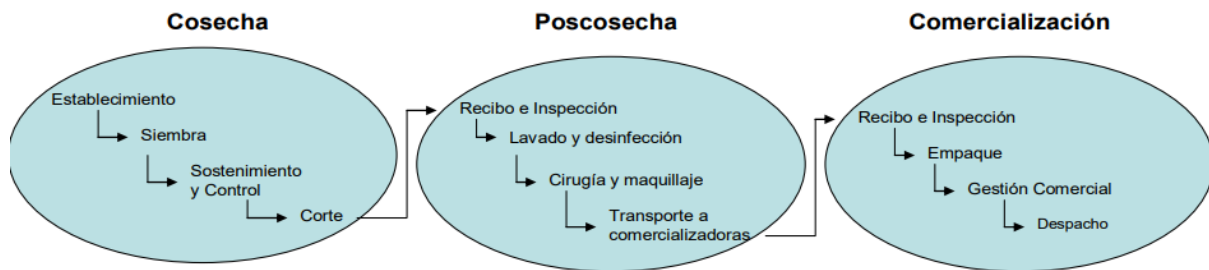 Cosecha
Establecimiento
Siembra
Sostenimiento
y Control
Corte
Poscosecha
Recibo e Inspección
Lavado y desinfección
Cirugía y maquillaje
Transporte a
comercializadoras
Comercialización
Recibo e Inspección
Empaque
Gestión Comercial
Despacho